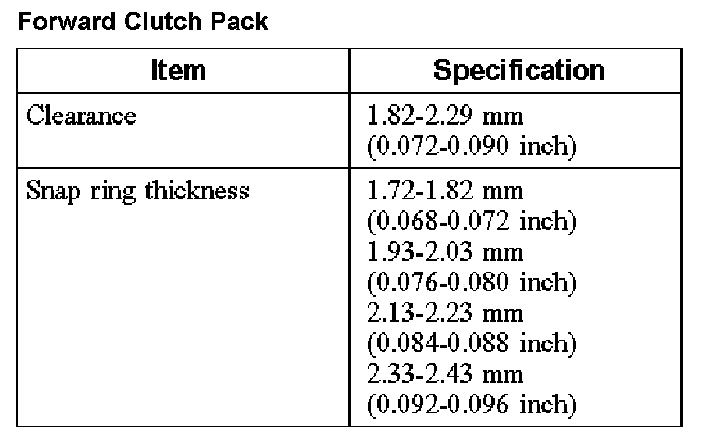 Forward Clutch Pack
Item Specification
Clearance 1.82-2.29 mm
(0.072-0.090 inch)
Snap ring thickness 1.72-1.82 mm
(0.068-0.072 inch)
1.93-2.03 mm
(0.076-0.080 inch)
2.13-2.23 mm
(0.084-0.088 inch)
2.33-2.43 mm
(0.092-0.096 inch)